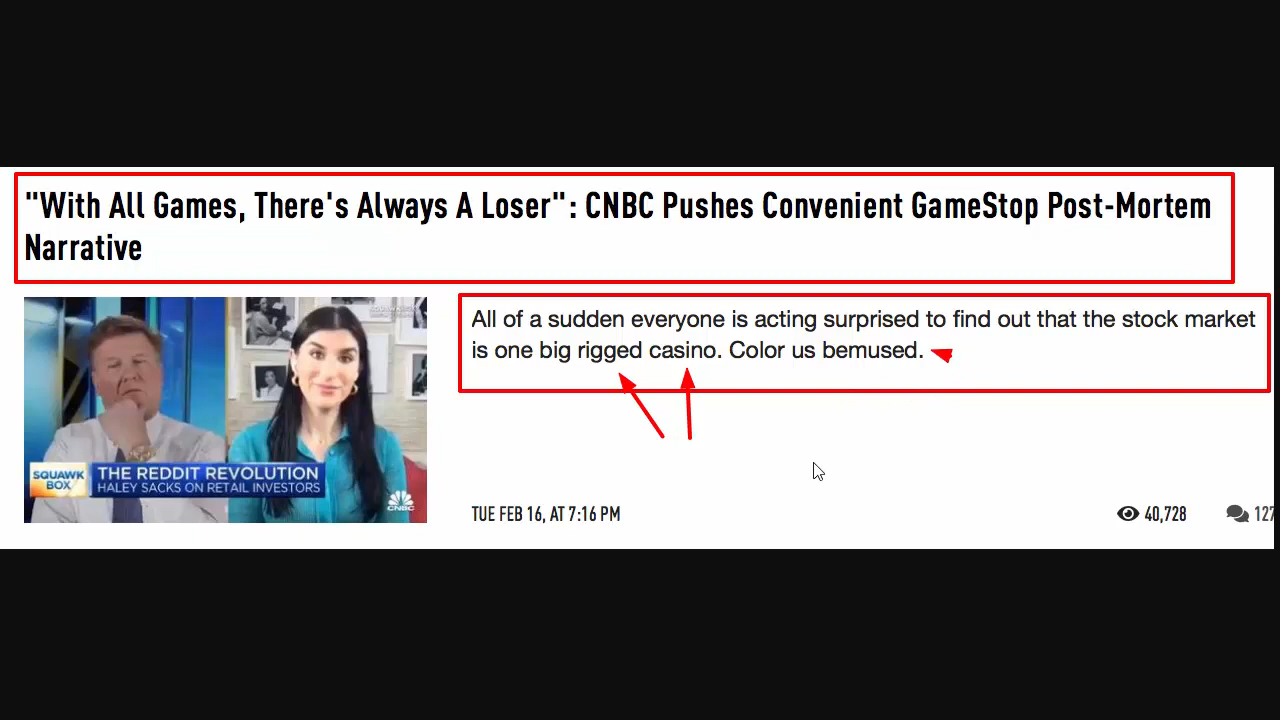 "With All Games, There's Always A Loser": CNBC Pushes Convenient GameStop Post-Mortem
Narrative
All of a sudden everyone is acting surprised to find out that the stock market
is one big rigged casino. Color us bemused.
SQUAWK
BOX
THE REDDIT REVOLUTION
HALEY SACKS ON RETAIL INVESTORS
CNBC
TUE FEB 16, AT 7:16 PM
40,728
127